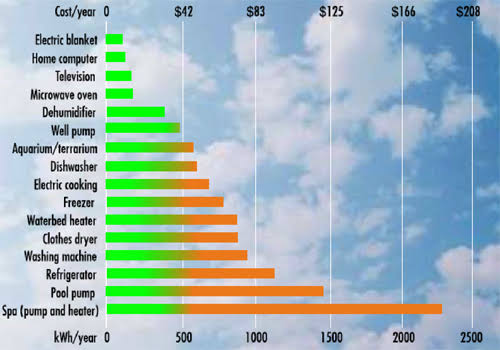 Cost/year 0 $42 $83 $125 $166 $208
Electric blanket
Home computer
Television
Microwave oven
Dehumidifier
Well pump
Aquarium/terrarium
Dishwasher
Electric cooking
Freezer
Waterbed heater
Clothes dryer
Washing machine
Refrigerator
Pool pump
Spa (pump and heater)
kWh/year 0 500 1000 1500 2000 2500